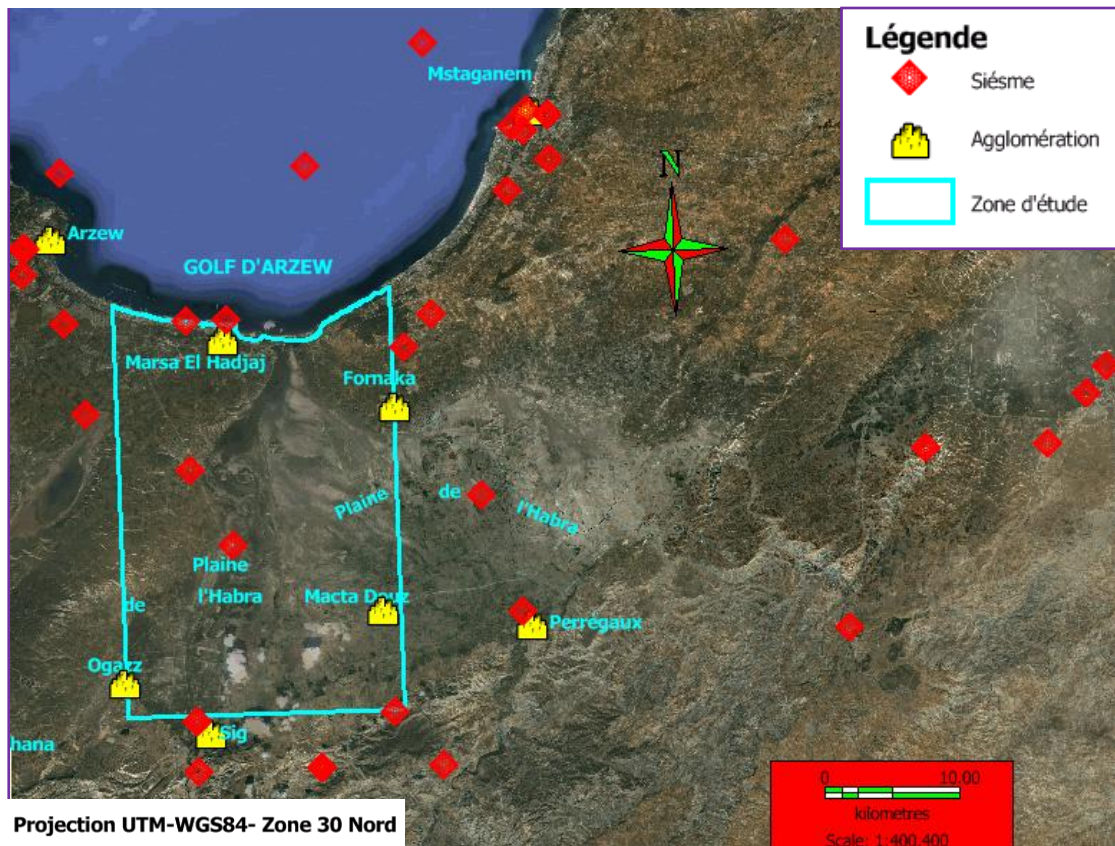 Légende
Siésme
Agglomération
Zone d'étude
Mstaganem
N
Arzew
GOLF D'ARZEW
Marsa El Hadjaj
Fornaka
Plaine de l'Habra
Plaine
de l'Habra
Macta Douz
Perrégaux
Ogazz
Sig
hana
0 10,00
kilometres
Scale: 1:400,400
Projection UTM-WGS84- Zone 30 Nord